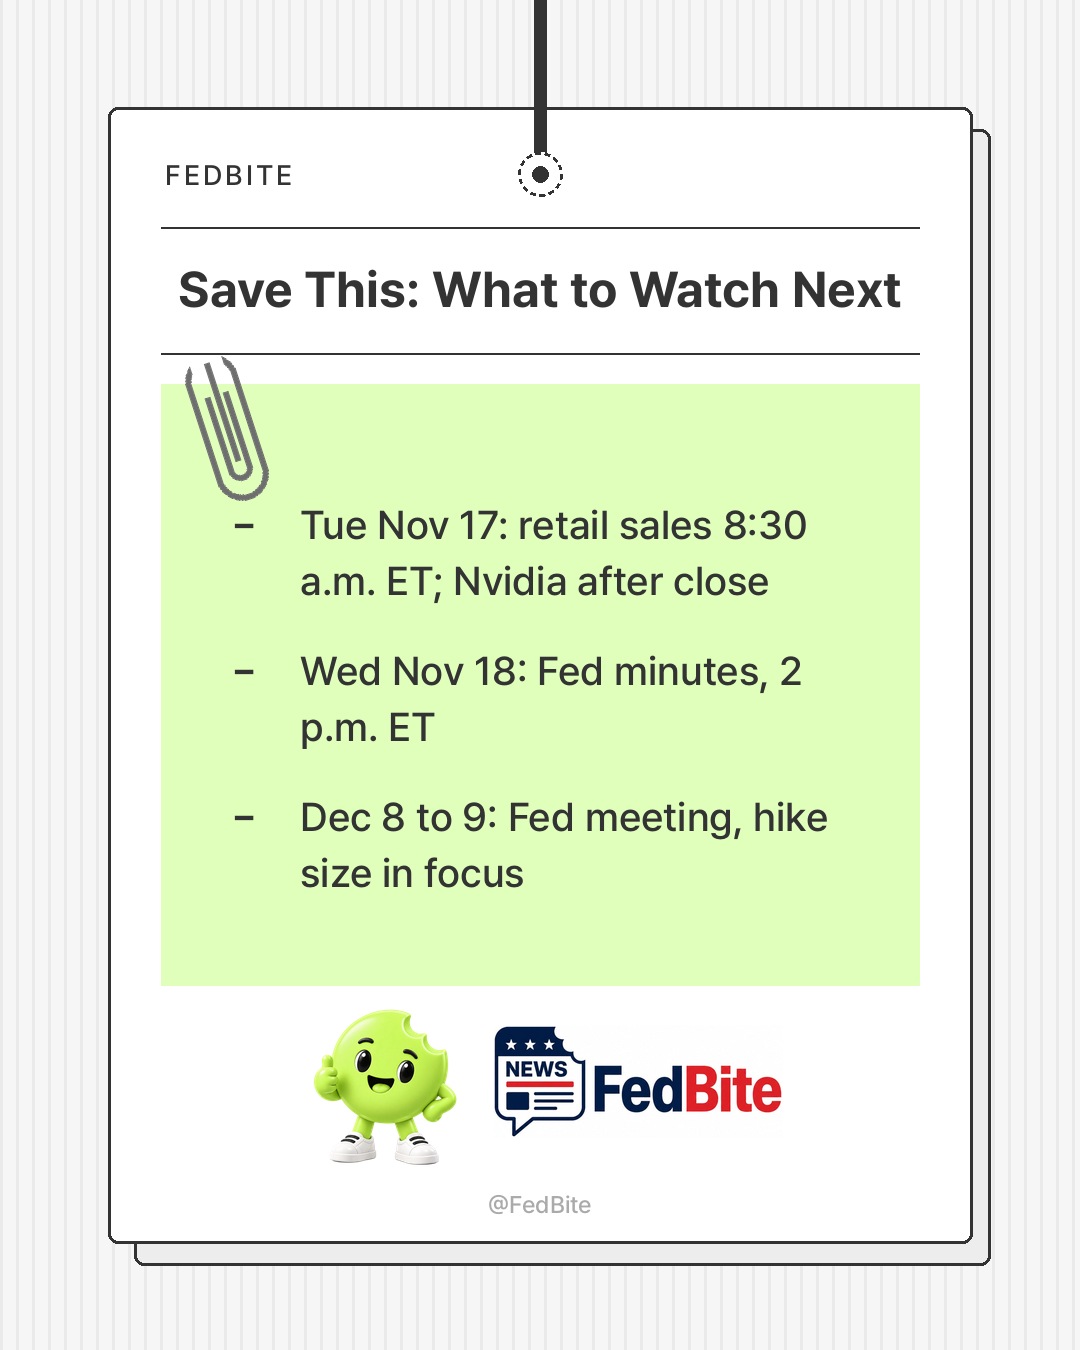 FEDBITE
Save This: What to Watch Next
– Tue Nov 17: retail sales 8:30
a.m. ET; Nvidia after close
– Wed Nov 18: Fed minutes, 2
p.m. ET
– Dec 8 to 9: Fed meeting, hike
size in focus
NEWS
FedBite
@FedBite